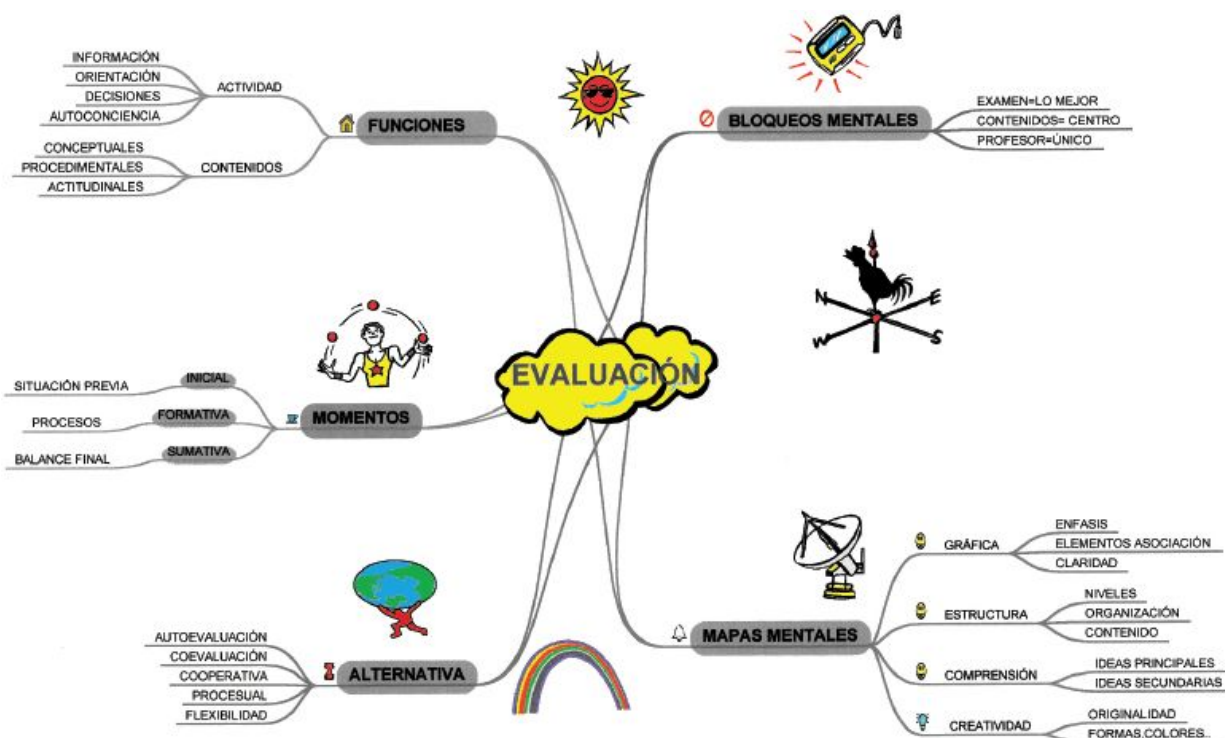 INFORMACIÓN
ORIENTACIÓN
DECISIONES
AUTOCONCIENCIA
ACTIVIDAD
CONCEPTUALES
PROCEDIMENTALES
ACTITUDINALES
CONTENIDOS
FUNCIONES
BLOQUEOS MENTALES
EXAMEN=LO MEJOR
CONTENIDOS= CENTRO
PROFESOR=ÚNICO
N
E
W
S
EVALUACIÓN
SITUACIÓN PREVIA
INICIAL
PROCESOS
FORMATIVA
BALANCE FINAL
SUMATIVA
MOMENTOS
AUTOEVALUACIÓN
COEVALUACIÓN
COOPERATIVA
PROCESUAL
FLEXIBILIDAD
ALTERNATIVA
MAPAS MENTALES
GRÁFICA
ENFASIS
ELEMENTOS ASOCIACIÓN
CLARIDAD
ESTRUCTURA
NIVELES
ORGANIZACIÓN
CONTENIDO
COMPRENSIÓN
IDEAS PRINCIPALES
IDEAS SECUNDARIAS
CREATIVIDAD
ORIGINALIDAD
FORMAS,COLORES..